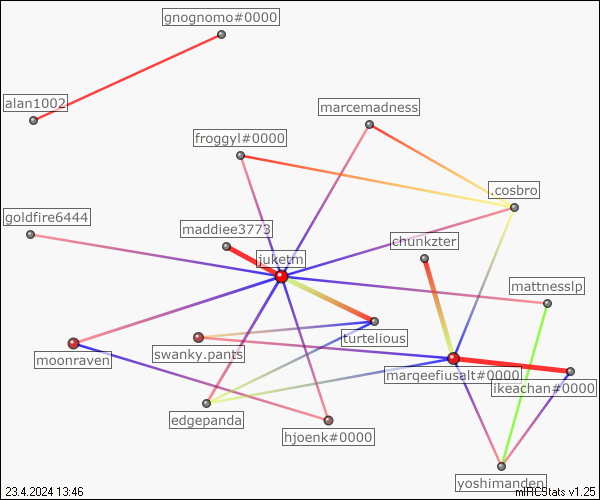 gnognomo#0000
alan1002
marcemadness
froggyl#0000
.cosbro
goldfire6444
maddiee3773
chunkzter
juketm
mattnesslp
turtelious
swanky.pants
moonraven
marqeefiusalt#0000
ikeachan#0000
edgepanda
hjoenk#0000
yoshimanden
23.4.2024 13:46
mIRCStats v1.25